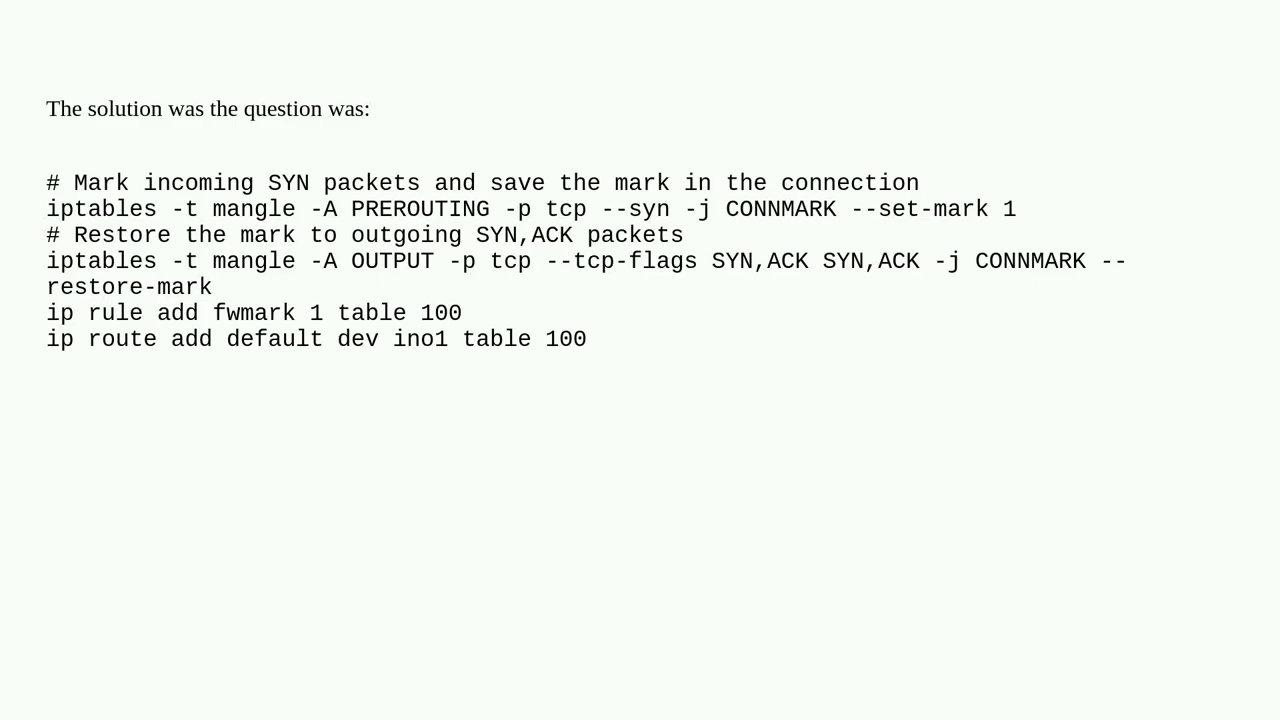 The solution was the question was:
# Mark incoming SYN packets and save the mark in the connection
iptables -t mangle -A PREROUTING -p tcp --syn -j CONNMARK --set-mark 1
# Restore the mark to outgoing SYN,ACK packets
iptables -t mangle -A OUTPUT -p tcp --tcp-flags SYN,ACK SYN,ACK -j CONNMARK --
restore-mark
ip rule add fwmark 1 table 100
ip route add default dev ino1 table 100